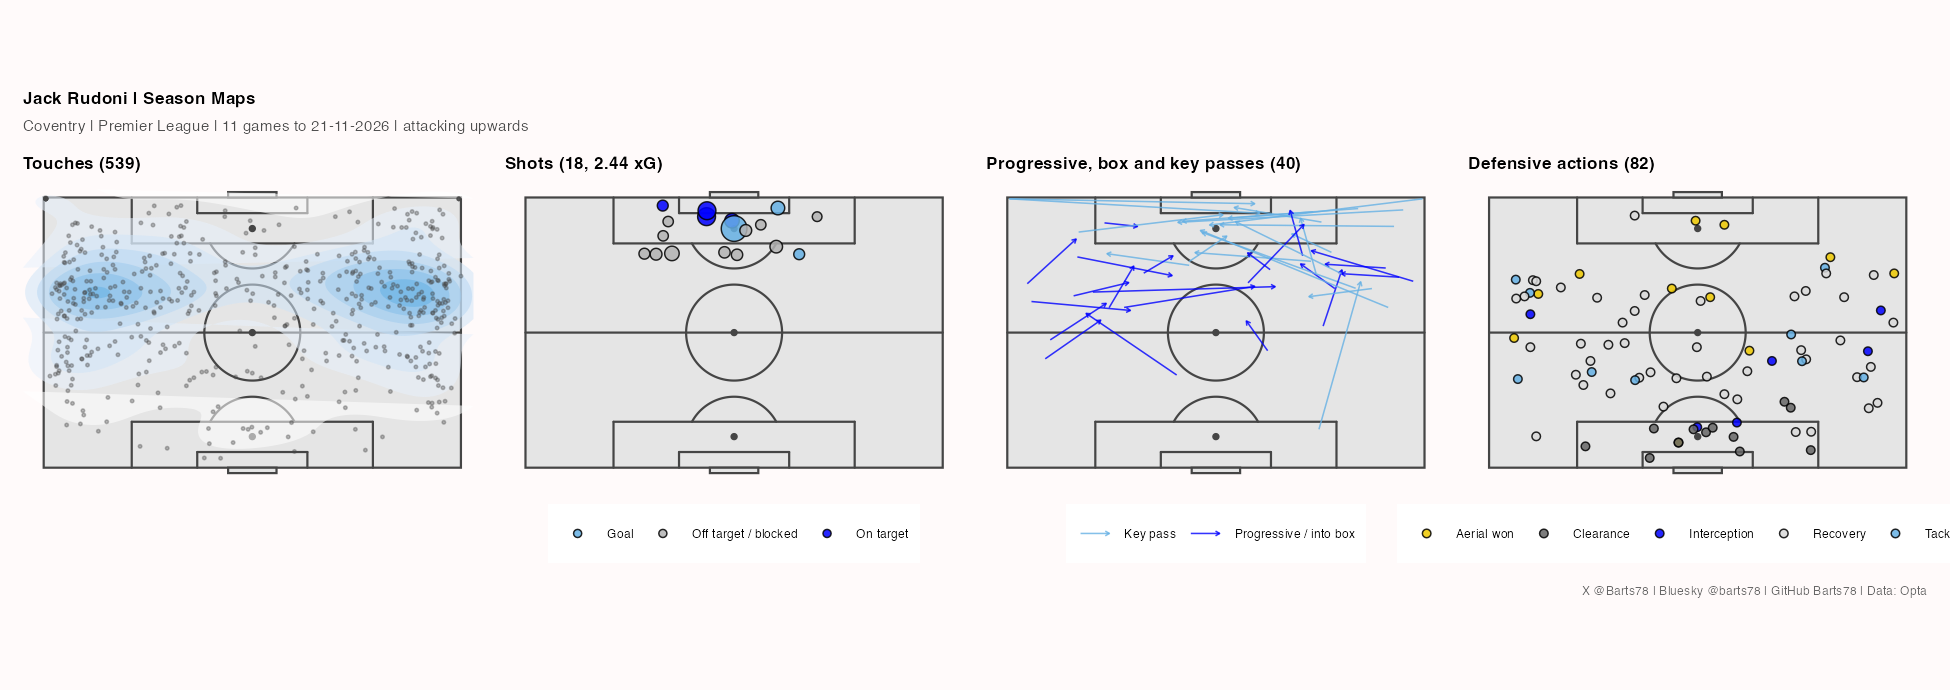 Jack Rudoni | Season Maps
Coventry | Premier League | 11 games to 21-11-2026 | attacking upwards
Touches (539)
Shots (18, 2.44 xG)
Progressive, box and key passes (40)
Defensive actions (82)
Goal
Off target / blocked
On target
Key pass
Progressive / into box
Aerial won
Clearance
Interception
Recovery
Tack
X @Barts78 | Bluesky @barts78 | GitHub Barts78 | Data: Opta